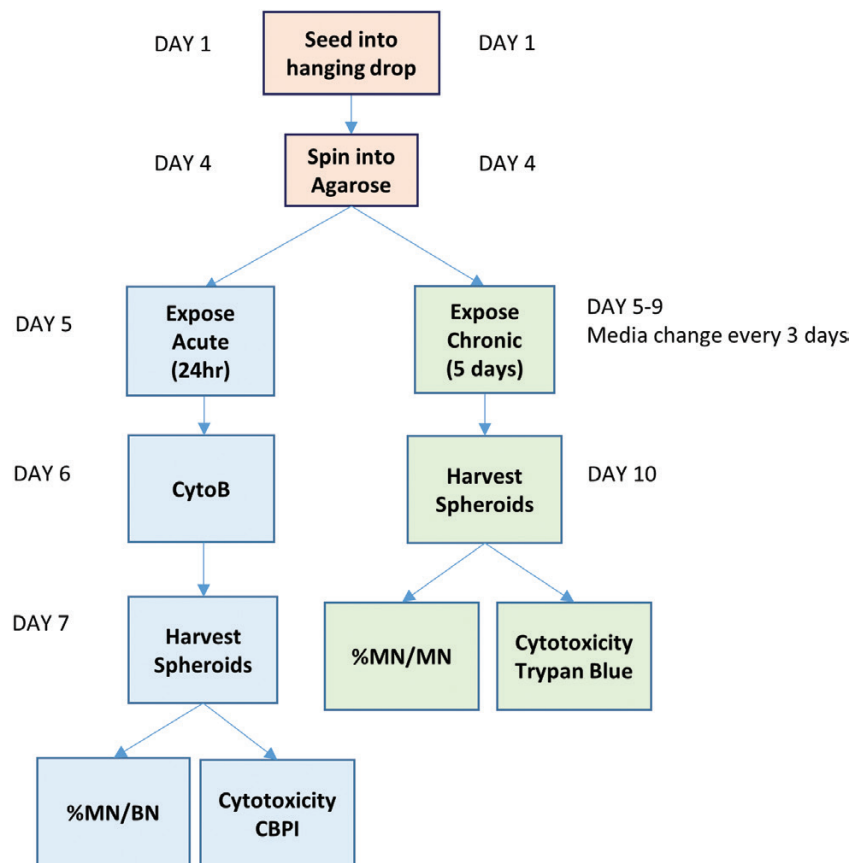 DAY 1
Seed into
hanging drop
DAY 1
DAY 4
Spin into
Agarose
DAY 4
DAY 5
Expose
Acute
(24hr)
Expose
Chronic
(5 days)
DAY 5-9
Media change every 3 days
DAY 6
CytoB
Harvest
Spheroids
DAY 10
DAY 7
Harvest
Spheroids
%MN/MN
Cytotoxicity
Trypan Blue
%MN/BN
Cytotoxicity
CBPI